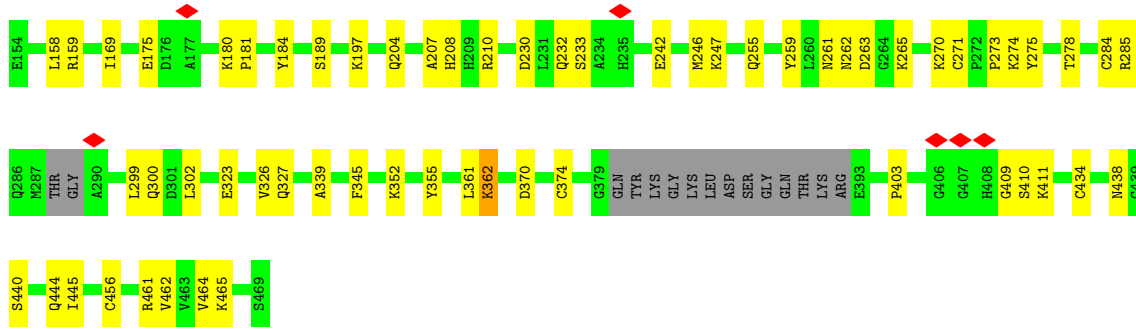 E154 L158 R159 I169 E175 D176 A177 K180 P181 Y184 S189 K197 Q204 A207 H208 H209 R210 D230 L231 Q232 S233 A234 H235 E242 M246 K247 Q255 Y259 L260 N261 N262 D263 G264 K265 K270 C271 P272 P273 K274 Y275 T278 C284 R285
Q286 M287 THR GLY A290 L299 Q300 D301 L302 E323 V326 Q327 A339 F345 K352 Y355 L361 K362 D370 C374 G379 GLN TYR LYS GLY LYS LEU ASP SER GLY GLN THR LYS ARG E393 P403 G406 G407 H408 G409 S410 K411 C434 N438 G439
S440 Q444 I445 C456 R461 V462 V463 V464 K465 S469